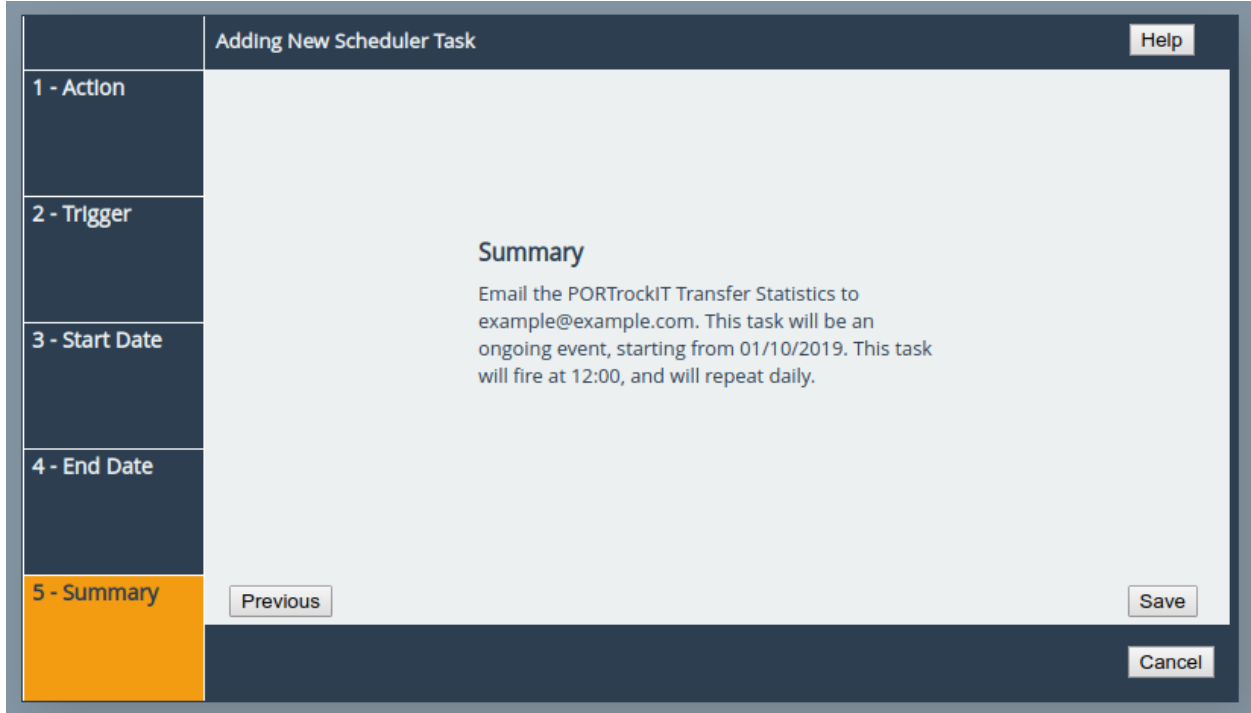 Adding New Scheduler Task
Help
1 - Action
2 - Trigger
3 - Start Date
4 - End Date
5 - Summary
Summary
Email the PORTrockIT Transfer Statistics to
example@example.com. This task will be an
ongoing event, starting from 01/10/2019. This task
will fire at 12:00, and will repeat daily.
Previous
Save
Cancel